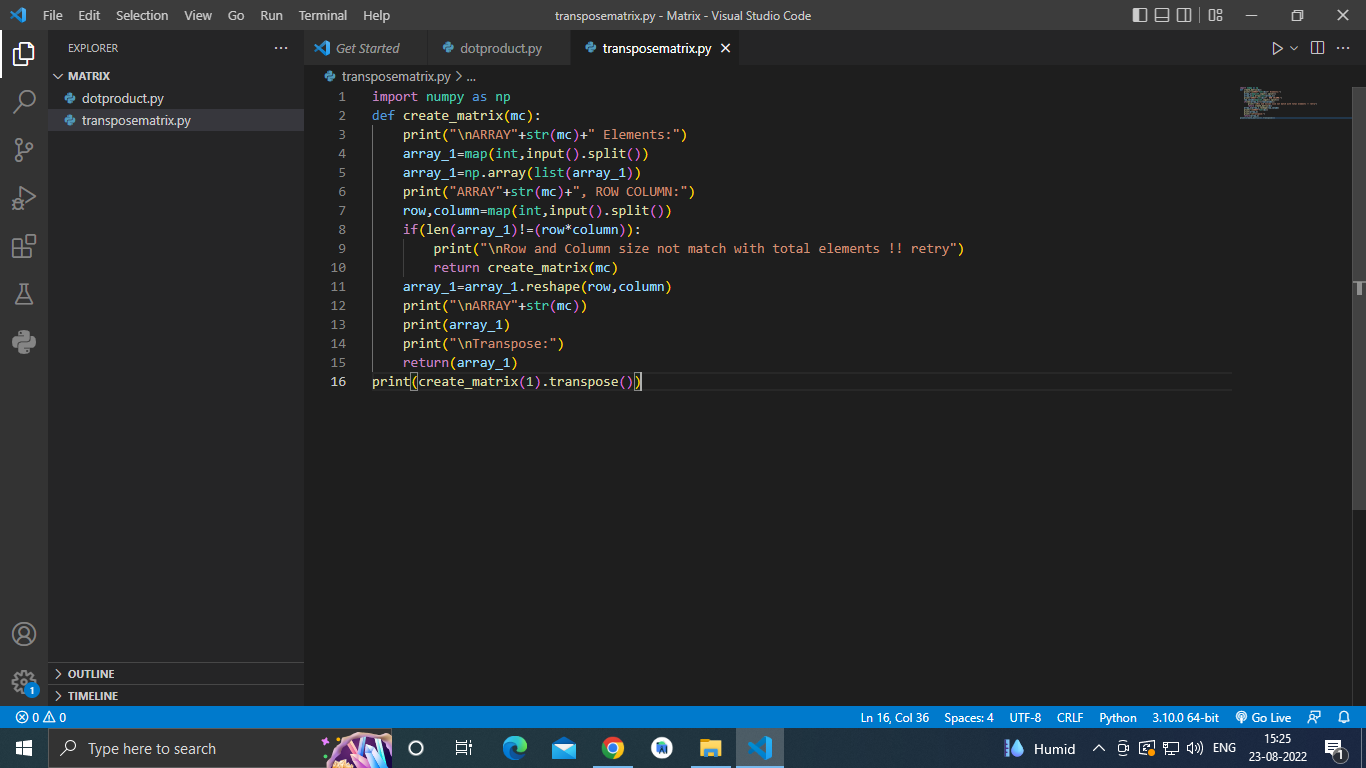 File Edit Selection View Go Run Terminal Help transposematrix.py - Matrix - Visual Studio Code
EXPLORER
MATRIX
dotproduct.py
transposematrix.py
OUTLINE
TIMELINE
Get Started dotproduct.py transposematrix.py
transposematrix.py > ...
1 import numpy as np
2 def create_matrix(mc):
3     print("\nARRAY"+str(mc)+" Elements:")
4     array_1=map(int,input().split())
5     array_1=np.array(list(array_1))
6     print("ARRAY"+str(mc)+", ROW COLUMN:")
7     row,column=map(int,input().split())
8     if(len(array_1)!=(row*column)):
9         print("\nRow and Column size not match with total elements !! retry")
10         return create_matrix(mc)
11     array_1=array_1.reshape(row,column)
12     print("\nARRAY"+str(mc))
13     print(array_1)
14     print("\nTranspose:")
15     return(array_1)
16 print(create_matrix(1).transpose())
1
0 0 Ln 16, Col 36 Spaces: 4 UTF-8 CRLF Python 3.10.0 64-bit Go Live
Type here to search Humid ENG 15:25
23-08-2022
1